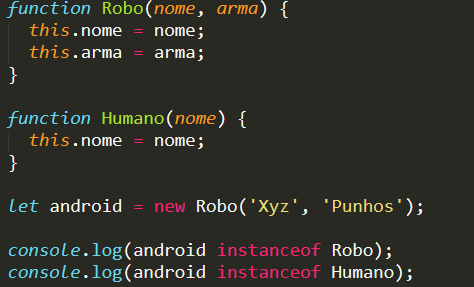 function Robo(nome, arma) {
  this.nome = nome;
  this.arma = arma;
}

function Humano(nome) {
  this.nome = nome;
}

let android = new Robo('Xyz', 'Punhos');

console.log(android instanceof Robo);
console.log(android instanceof Humano);